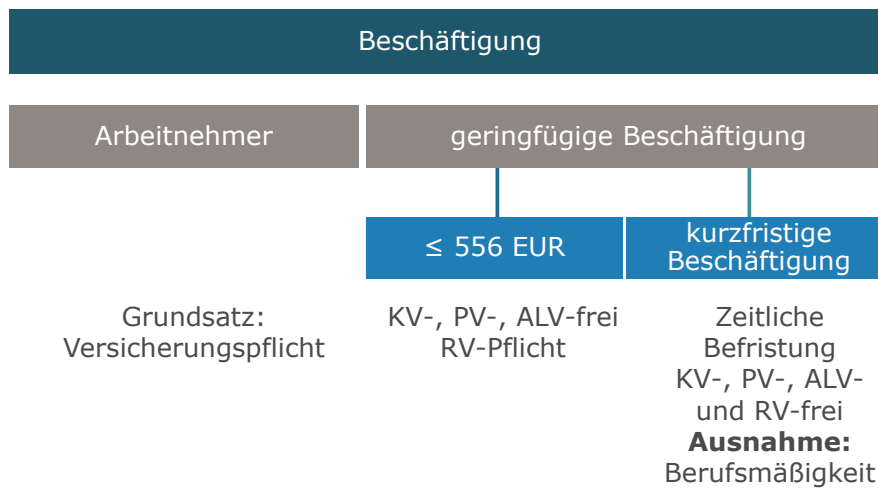 Beschäftigung
Arbeitnehmer
geringfügige Beschäftigung
≤ 556 EUR
kurzfristige
Beschäftigung
Grundsatz:
Versicherungspflicht
KV-, PV-, ALV-frei
RV-Pflicht
Zeitliche
Befristung
KV-, PV-, ALV-
und RV-frei
Ausnahme:
Berufsmäßigkeit